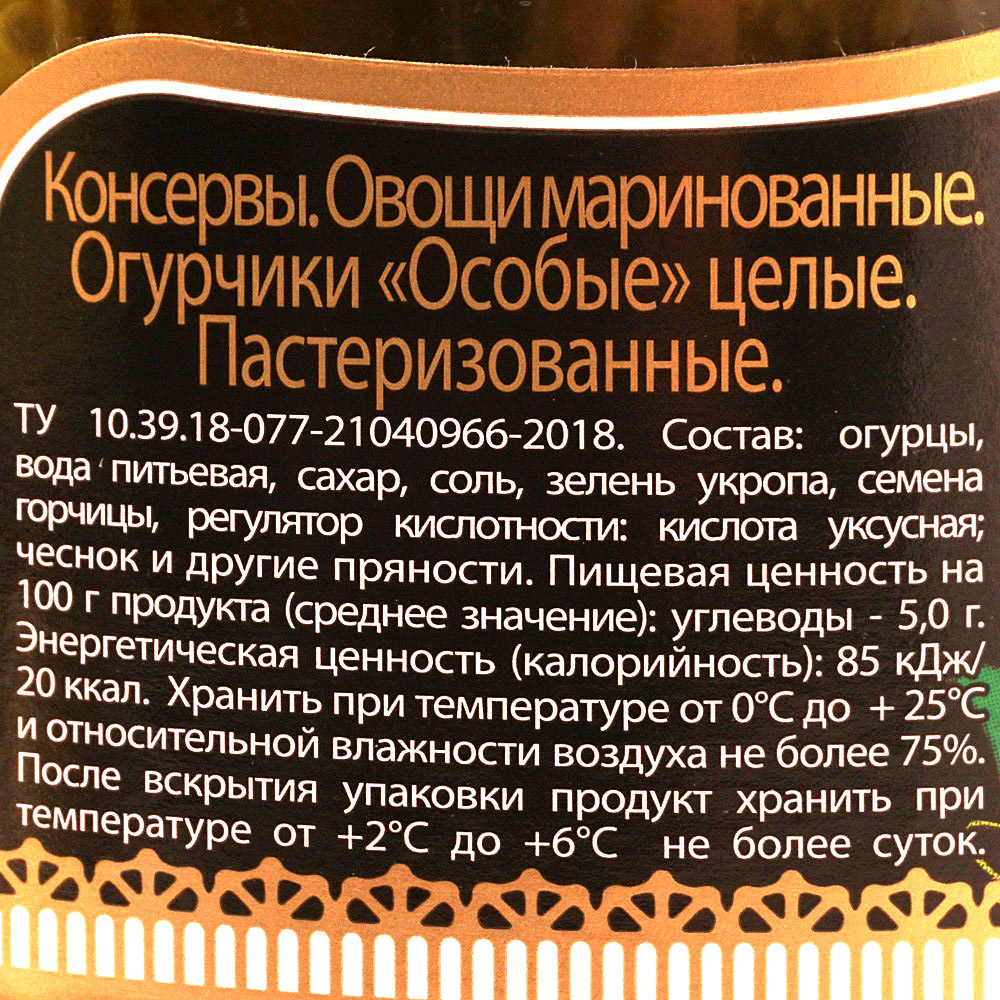 Консервы. Овощи маринованные.
Огурчики «Особые» целые.
Пастеризованные.
ТУ 10.39.18-077-21040966-2018. Состав: огурцы,
вода питьевая, сахар, соль, зелень укропа, семена
горчицы, регулятор кислотности: кислота уксусная;
чеснок и другие пряности. Пищевая ценность на
100 г продукта (среднее значение): углеводы - 5,0 г.
Энергетическая ценность (калорийность): 85 кДж/
20 ккал. Хранить при температуре от 0°С до + 25°С
и относительной влажности воздуха не более 75%.
После вскрытия упаковки продукт хранить при
температуре от +2°С до +6°С не более суток.